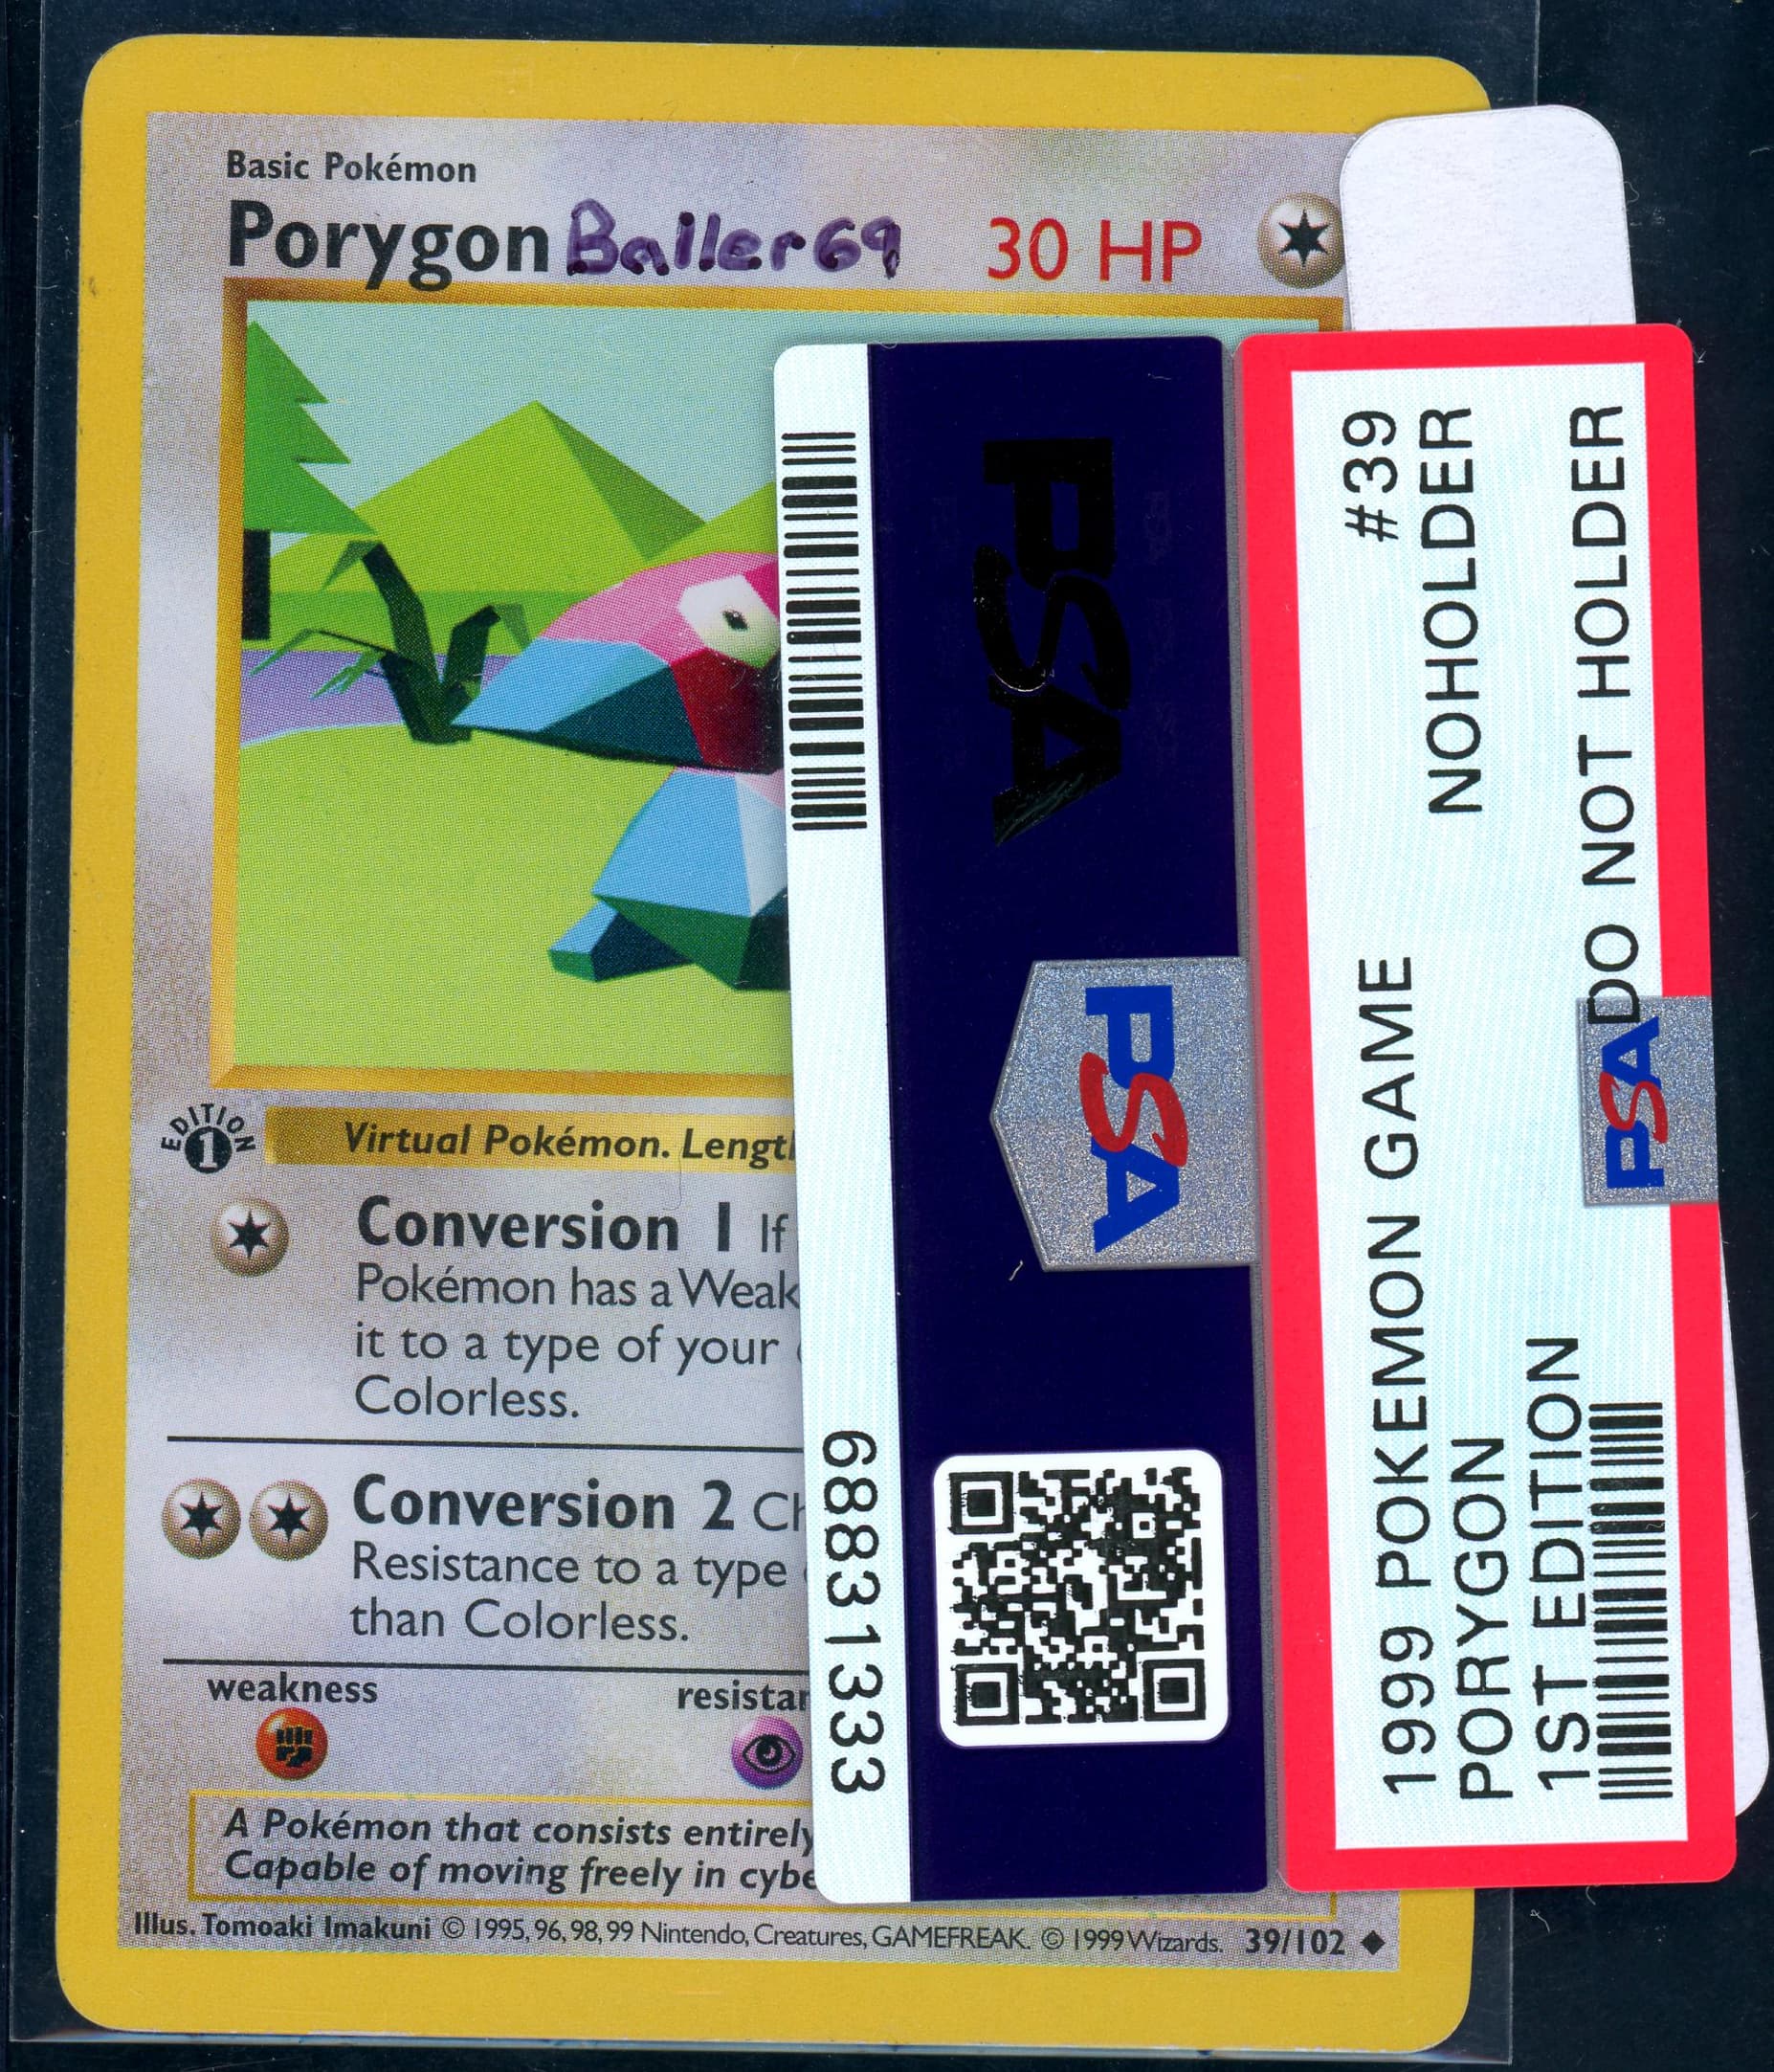 Basic Pokémon
Porygon Baller69 30 HP
EDITION
1
Virtual Pokémon. Lengt
Conversion 1 If
Pokémon has a Weak
it to a type of your
Colorless.
Conversion 2 Ch
Resistance to a type
than Colorless.
weakness
resistan
A Pokémon that consists entirely
Capable of moving freely in cybe
Illus. Tomoaki Imakuni © 1995, 96, 98, 99 Nintendo, Creatures, GAMEFREAK. © 1999 Wizards. 39/102
68831333
PSA
PSA
1999 POKEMON GAME #39
PORYGON NOHOLDER
1ST EDITION
DO NOT HOLDER
PSA